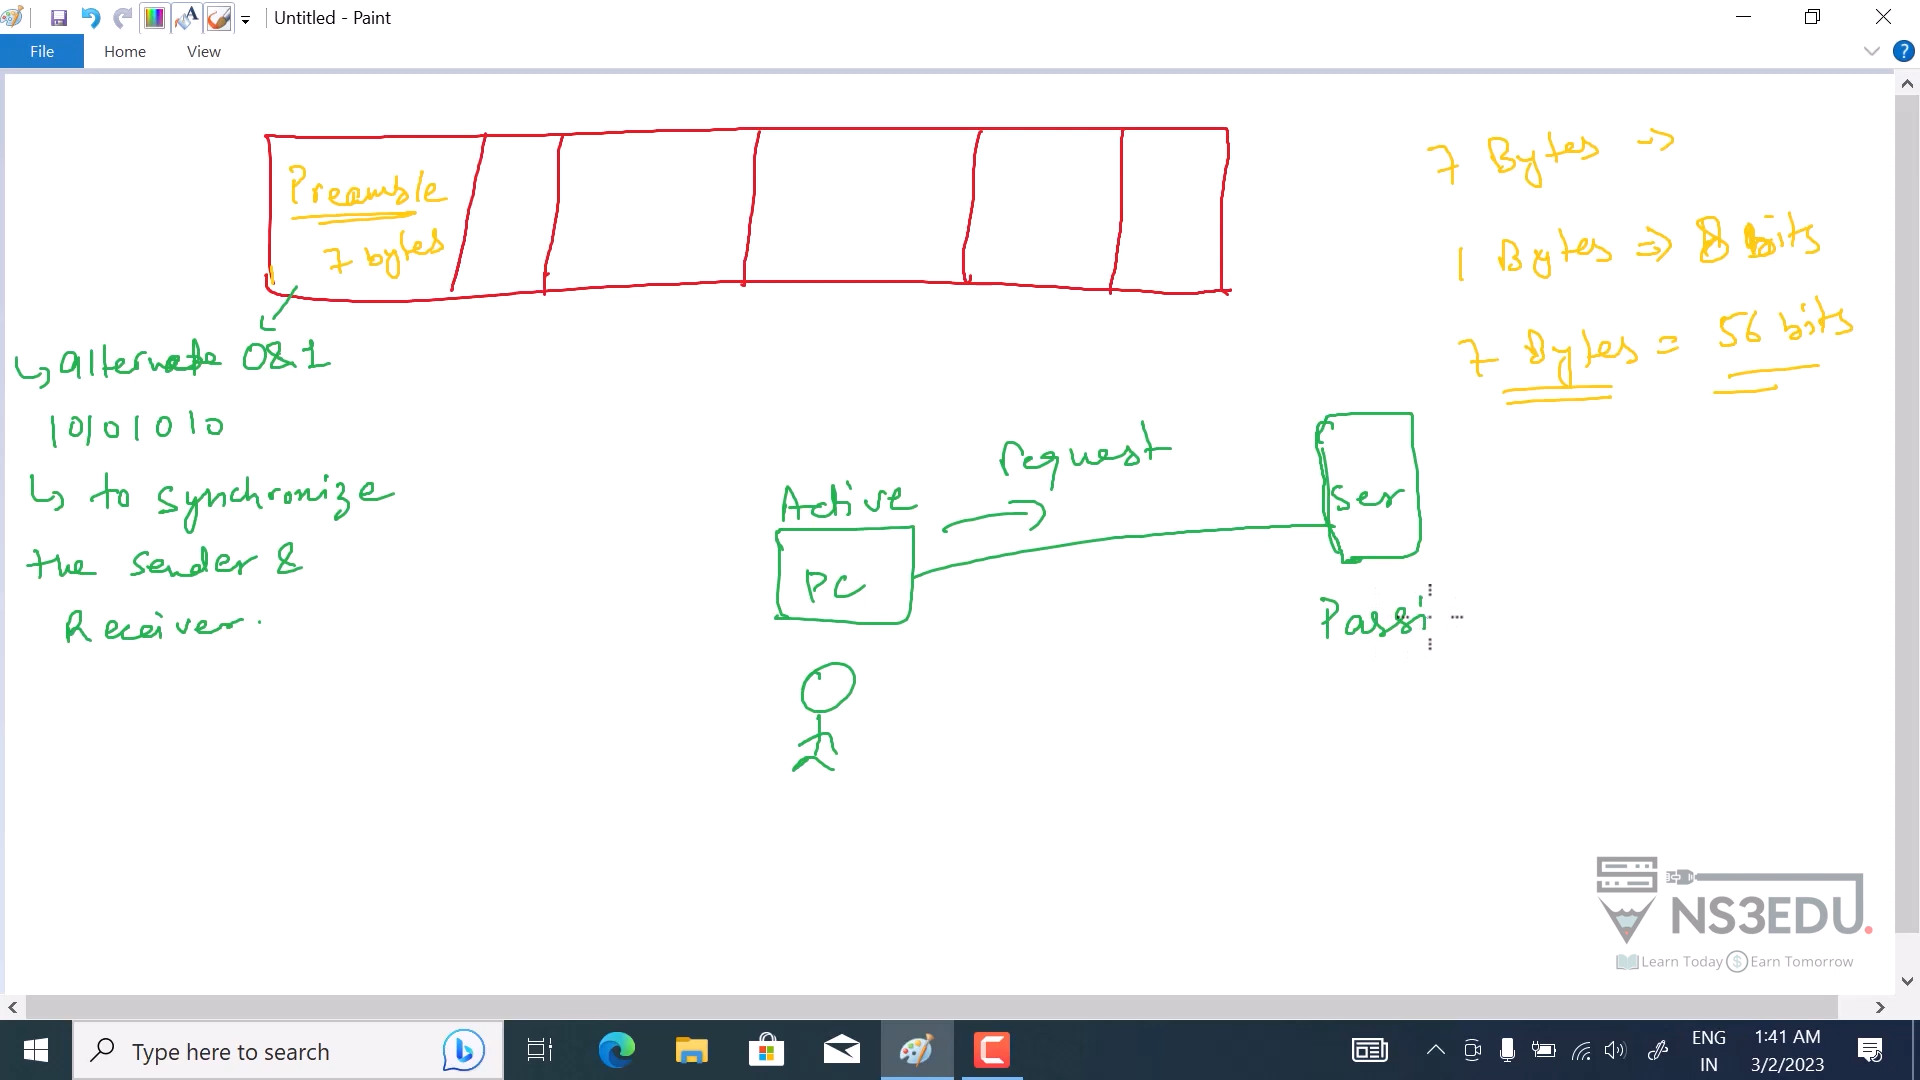 Untitled - Paint
File Home View
Preamble
7 bytes
7 Bytes →
1 Bytes ⇒ 8 bits
7 Bytes = 56 bits
↳ alternate 0&1
10101010
↳ to synchronize
the sender &
Receiver.
request
Active
PC
Ser
Passi
NS3EDU.
Learn Today $ Earn Tomorrow
Type here to search
ENG
IN
1:41 AM
3/2/2023